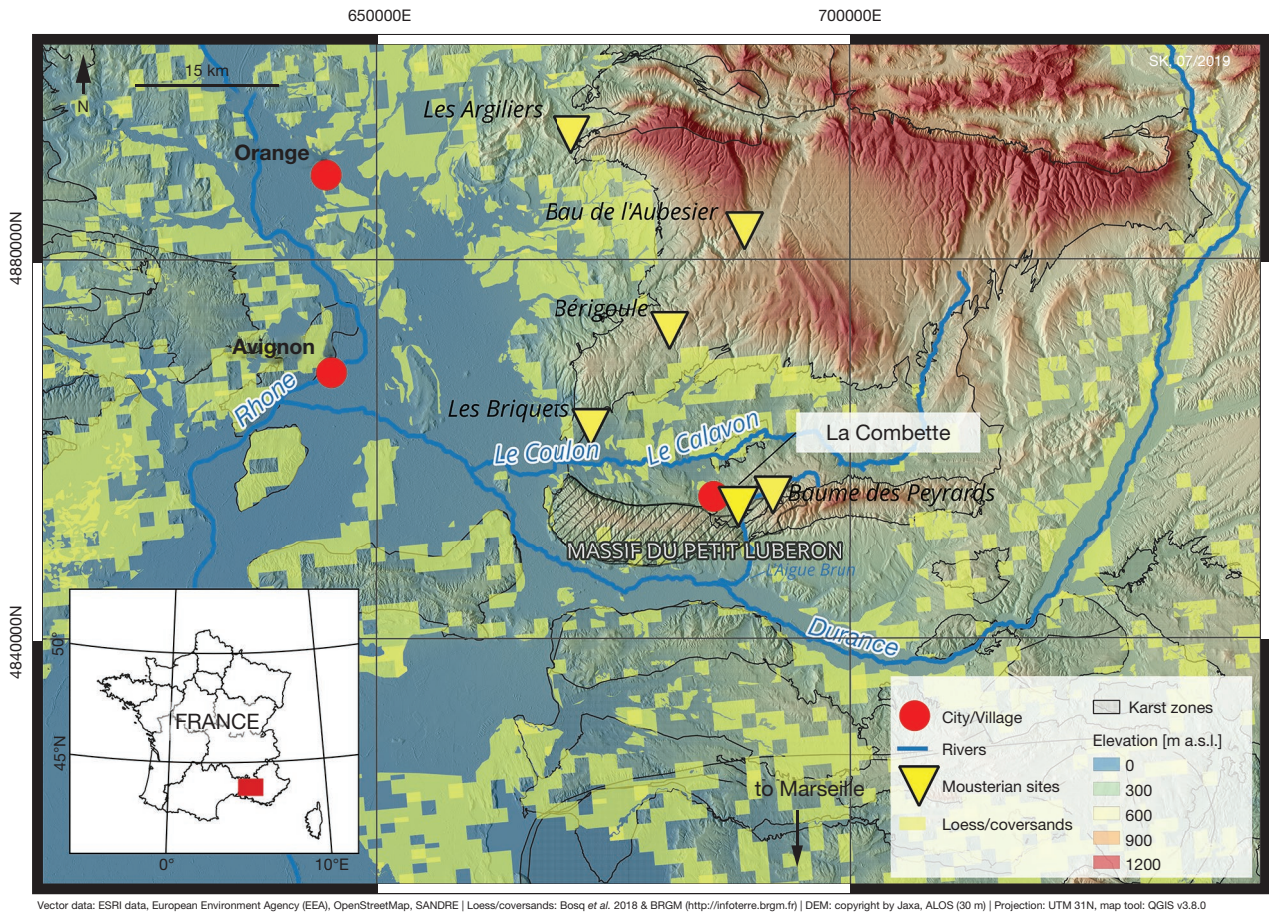 650000E
700000E
SK, 07/2019
15 km
N
Les Argiliers
Orange
Bau de l'Aubesier
4880000N
Bérigoule
Avignon
Rhone
Les Briquets
Le Coulon
Le Calavon
La Combette
Baume des Peyrards
MASSIF DU PETIT LUBERON
L'Aigue Brun
Durance
4840000N
50°
FRANCE
45°N
0°
10°E
to Marseille
City/Village
Rivers
Mousterian sites
Loess/coversands
Karst zones
Elevation [m a.s.l.]
0
300
600
900
1200
Vector data: ESRI data, European Environment Agency (EEA), OpenStreetMap, SANDRE | Loess/coversands: Bosq et al. 2018 & BRGM (http://infoterre.brgm.fr) | DEM: copyright by Jaxa, ALOS (30 m) | Projection: UTM 31N, map tool: QGIS v3.8.0